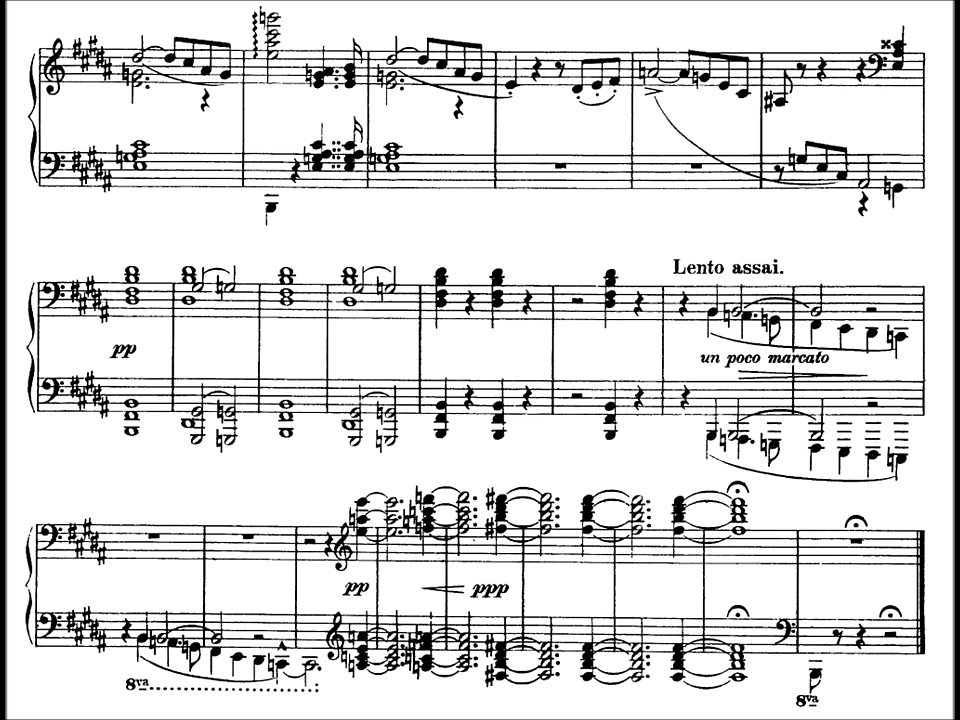 Lento assai.
pp
un poco marcato
pp
ppp
8va
8va